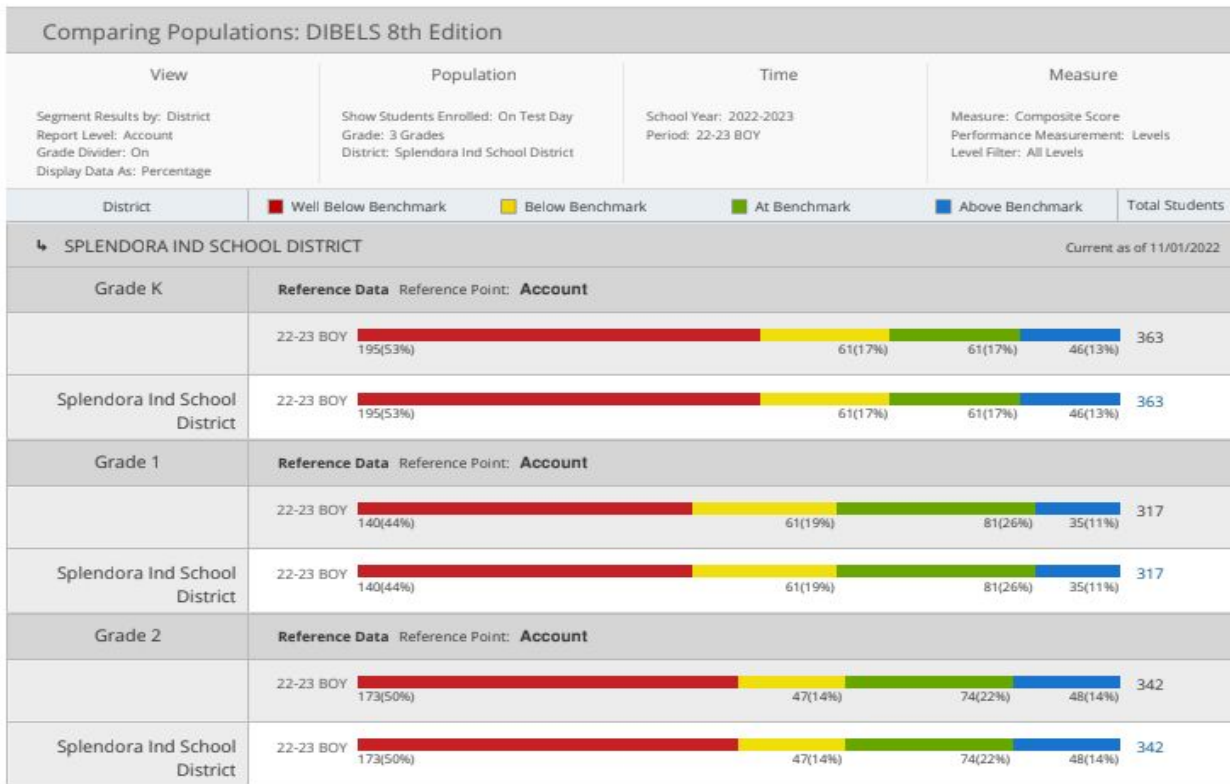 Comparing Populations: DIBELS 8th Edition
View
Segment Results by: District
Report Level: Account
Grade Divider: On
Display Data As: Percentage
Population
Show Students Enrolled: On Test Day
Grade: 3 Grades
District: Splendora Ind School District
Time
School Year: 2022-2023
Period: 22-23 BOY
Measure
Measure: Composite Score
Performance Measurement: Levels
Level Filter: All Levels
District Well Below Benchmark Below Benchmark At Benchmark Above Benchmark Total Students
↳ SPLENDORA IND SCHOOL DISTRICT Current as of 11/01/2022
Grade K Reference Data Reference Point: Account
22-23 BOY 363
195(53%) 61(17%) 61(17%) 46(13%)
Splendora Ind School 22-23 BOY 363
District 195(53%) 61(17%) 61(17%) 46(13%)
Grade 1 Reference Data Reference Point: Account
22-23 BOY 317
140(44%) 61(19%) 81(26%) 35(11%)
Splendora Ind School 22-23 BOY 317
District 140(44%) 61(19%) 81(26%) 35(11%)
Grade 2 Reference Data Reference Point: Account
22-23 BOY 342
173(50%) 47(14%) 74(22%) 48(14%)
Splendora Ind School 22-23 BOY 342
District 173(50%) 47(14%) 74(22%) 48(14%)